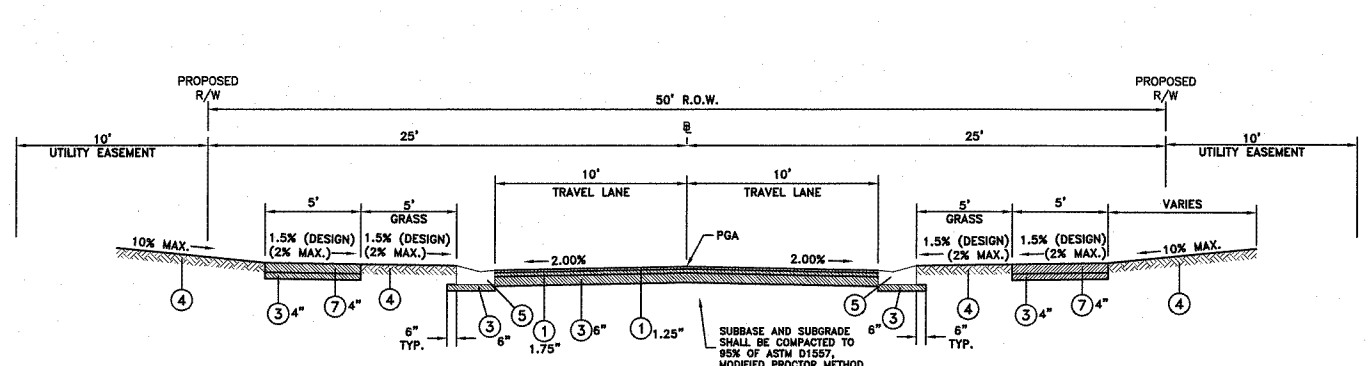 PROPOSED
R/W
PROPOSED
R/W
50' R.O.W.
10'
UTILITY EASEMENT
25'
25'
10'
UTILITY EASEMENT
10'
TRAVEL LANE
10'
TRAVEL LANE
5'
5'
GRASS
5'
GRASS
5'
VARIES
1.5% (DESIGN)
(2% MAX.)
1.5% (DESIGN)
(2% MAX.)
PGA
1.5% (DESIGN)
(2% MAX.)
1.5% (DESIGN)
(2% MAX.)
10% MAX.
2.00%
2.00%
10% MAX.
4
3 4"
7 4"
4
5
5
4
3 4"
7 4"
4
6"
TYP.
3 6"
1
1.75"
3 6"
1 1.25"
SUBBASE AND SUBGRADE
SHALL BE COMPACTED TO
95% OF ASTM D1557,
MODIFIED PROCTOR METHOD
6" 3
6"
TYP.